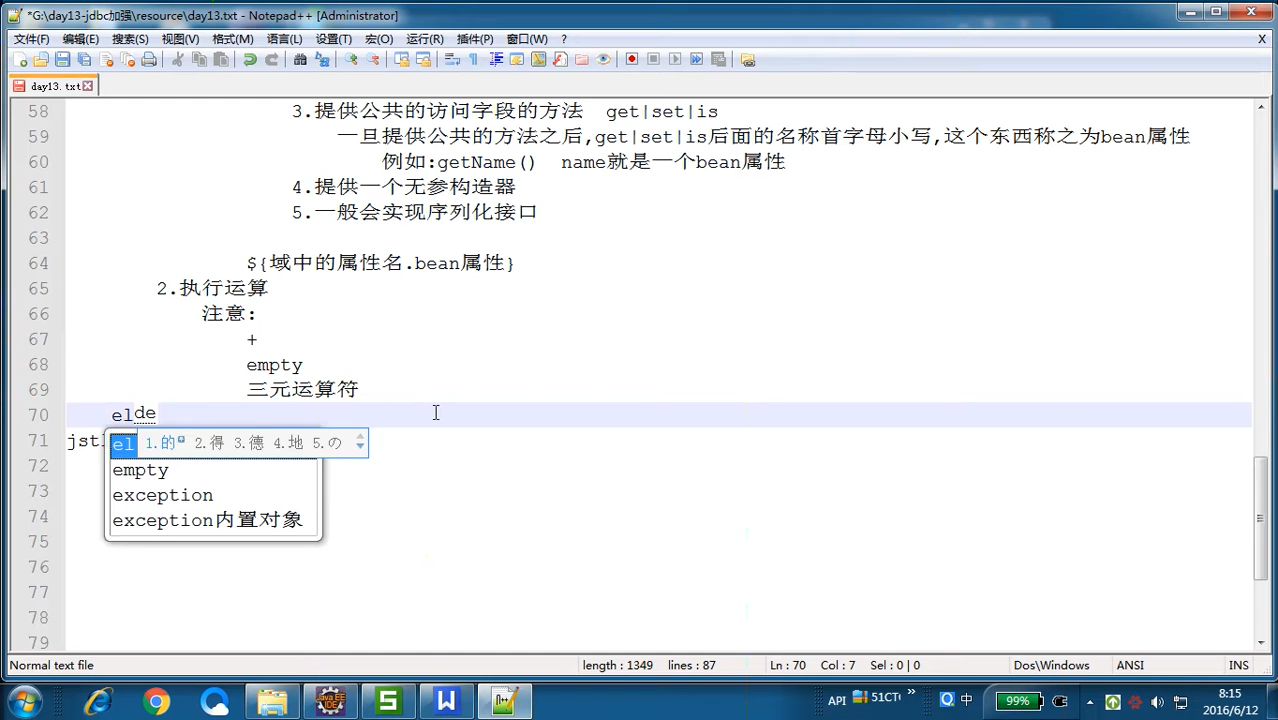 *G:\day13-jdbc加强\resource\day13.txt - Notepad++ [Administrator]
文件(F) 编辑(E) 搜索(S) 视图(V) 格式(M) 语言(L) 设置(T) 宏(O) 运行(R) 插件(P) 窗口(W) ? X
day13.txt
58 3.提供公共的访问字段的方法 get|set|is
59 一旦提供公共的方法之后,get|set|is后面的名称首字母小写,这个东西称之为bean属性
60 例如:getName() name就是一个bean属性
61 4.提供一个无参构造器
62 5.一般会实现序列化接口
63
64 ${域中的属性名.bean属性}
65 2.执行运算
66 注意:
67 +
68 empty
69 三元运算符
70 elde
71 jstl
el 1.的 2.得 3.德 4.地 5.の
72
empty
73
exception
74
exception内置对象
75
76
77
78
79
Normal text file length : 1349 lines : 87 Ln : 70 Col : 7 Sel : 0 | 0 Dos\Windows ANSI INS
Java EE IDE API 51CTO 中 99% 8:15
2016/6/12